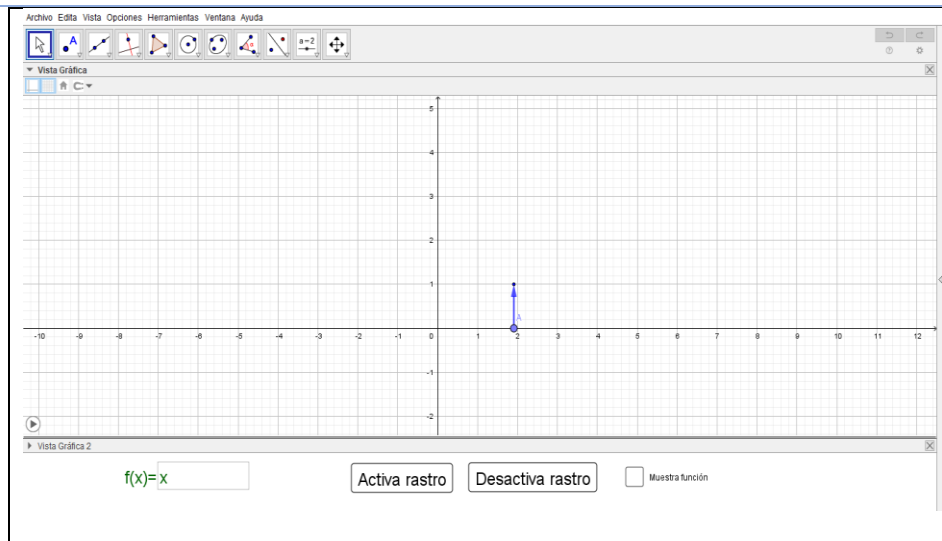 Archivo Edita Vista Opciones Herramientas Ventana Ayuda
A
a=2
Vista Gráfica
5
4
3
2
1
A
-10 -9 -8 -7 -6 -5 -4 -3 -2 -1 0 1 2 3 4 5 6 7 8 9 10 11 12
-1
-2
Vista Gráfica 2
f(x)= x
Activa rastro
Desactiva rastro
Muestra función